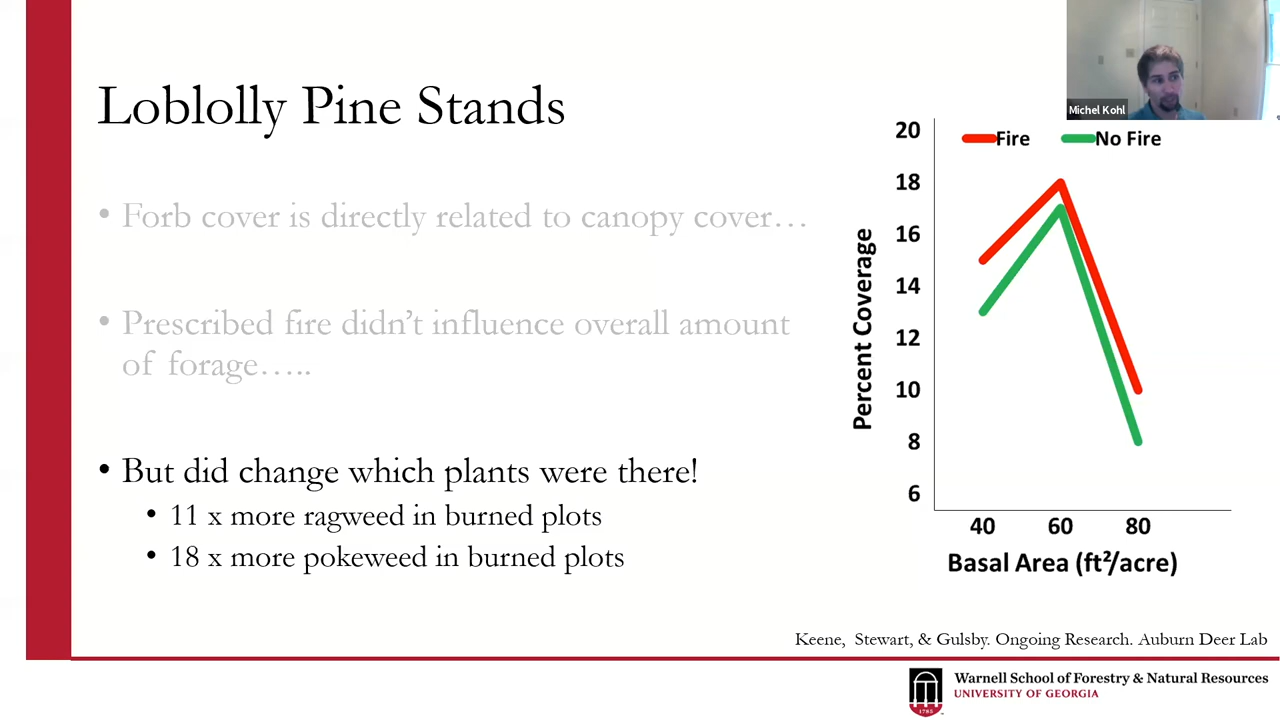 Michel Kohl
Loblolly Pine Stands
• Forb cover is directly related to canopy cover…
• Prescribed fire didn't influence overall amount
of forage…..
• But did change which plants were there!
• 11 x more ragweed in burned plots
• 18 x more pokeweed in burned plots
Fire No Fire
Percent Coverage
20
18
16
14
12
10
8
6
40 60 80
Basal Area (ft²/acre)
Keene, Stewart, & Gulsby. Ongoing Research. Auburn Deer Lab
1785
Warnell School of Forestry & Natural Resources
UNIVERSITY OF GEORGIA